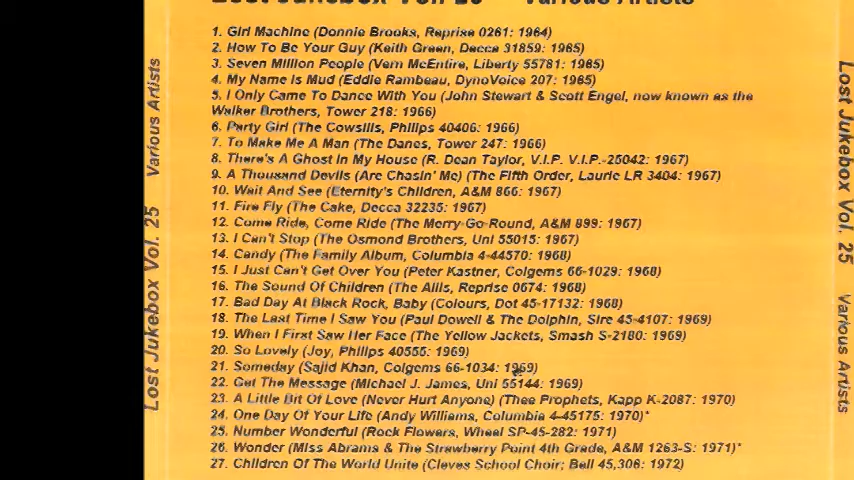 Lost Jukebox Vol. 25 Various Artists
1. Girl Machine (Donnie Brooks, Reprise 0261: 1964)
2. How To Be Your Guy (Keith Green, Decca 31859: 1965)
3. Seven Million People (Vern McEntire, Liberty 55781: 1965)
4. My Name Is Mud (Eddie Rambeau, DynoVoice 207: 1965)
5. I Only Came To Dance With You (John Stewart & Scott Engel, now known as the
Walker Brothers, Tower 218: 1966)
6. Party Girl (The Cowsills, Philips 40406: 1966)
7. To Make Me A Man (The Danes, Tower 247: 1966)
8. There's A Ghost In My House (R. Dean Taylor, V.I.P. V.I.P.-25042: 1967)
9. A Thousand Devils (Are Chasin' Me) (The Fifth Order, Laurie LR 3404: 1967)
10. Wait And See (Eternity's Children, A&M 866: 1967)
11. Fire Fly (The Cake, Decca 32235: 1967)
12. Come Ride, Come Ride (The Merry-Go-Round, A&M 899: 1967)
13. I Can't Stop (The Osmond Brothers, Uni 55015: 1967)
14. Candy (The Family Album, Columbia 4-44570: 1968)
15. I Just Can't Get Over You (Peter Kastner, Colgems 66-1029: 1968)
16. The Sound Of Children (The Allis, Reprise 0674: 1968)
17. Bad Day At Black Rock, Baby (Colours, Dot 45-17132: 1968)
18. The Last Time I Saw You (Paul Dowell & The Dolphin, Sire 45-4107: 1969)
19. When I First Saw Her Face (The Yellow Jackets, Smash S-2180: 1969)
20. So Lovely (Joy, Philips 40555: 1969)
21. Someday (Sajid Khan, Colgems 66-1034: 1969)
22. Get The Message (Michael J. James, Uni 55144: 1969)
23. A Little Bit Of Love (Never Hurt Anyone) (Thee Prophets, Kapp K-2087: 1970)
24. One Day Of Your Life (Andy Williams, Columbia 4-45175: 1970)*
25. Number Wonderful (Rock Flowers, Wheel SP-45-282: 1971)
26. Wonder (Miss Abrams & The Strawberry Point 4th Grade, A&M 1263-S: 1971)*
27. Children Of The World Unite (Cleves School Choir; Bell 45,306: 1972)
Lost Jukebox Vol. 25 Various Artists
Lost Jukebox Vol. 25 Various Artists